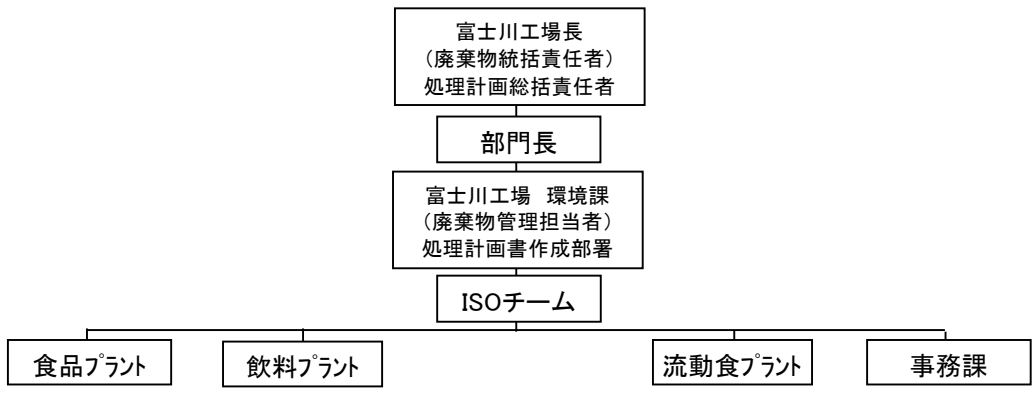 富士川工場長
（廃棄物統括責任者）
処理計画総括責任者
部門長
富士川工場　環境課
（廃棄物管理担当者）
処理計画書作成部署
ISOチーム
食品プラント
飲料プラント
流動食プラント
事務課